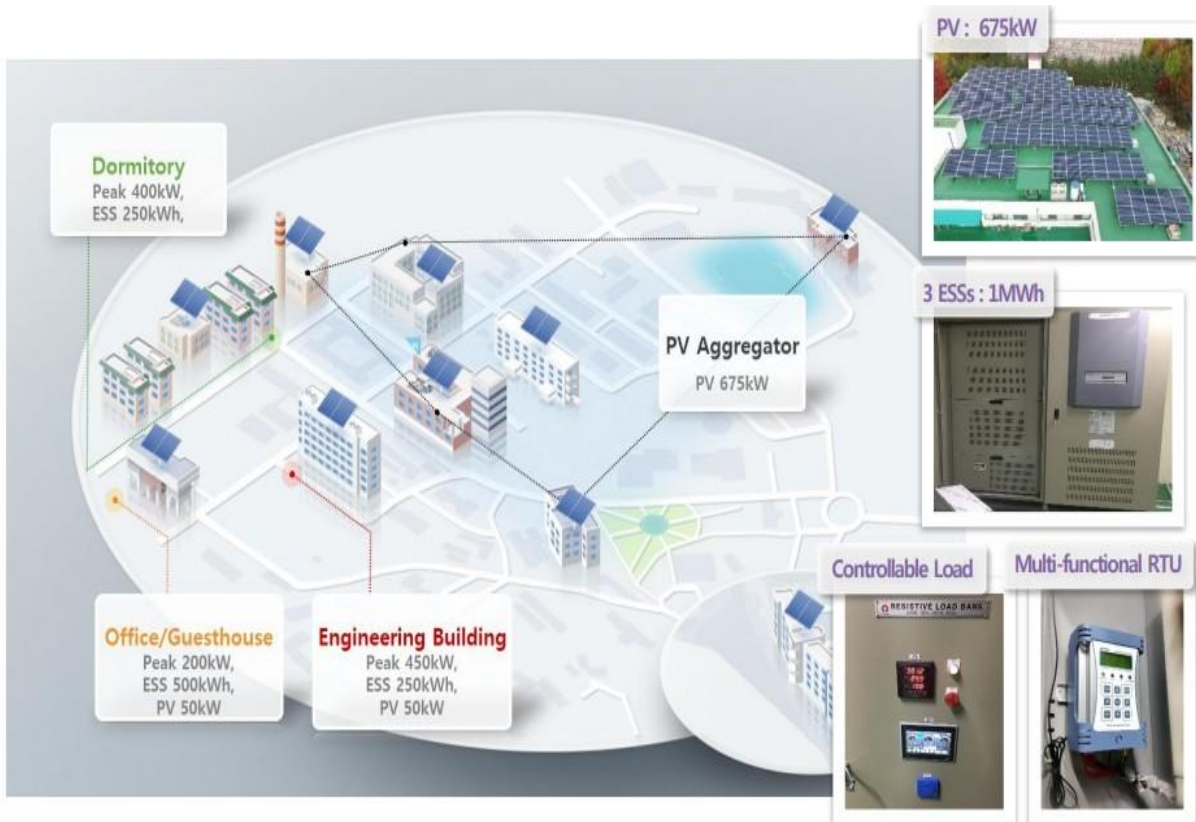 PV : 675kW
Dormitory
Peak 400kW,
ESS 250kWh,
3 ESSs : 1MWh
PV Aggregator
PV 675kW
Controllable Load
Multi-functional RTU
RESISTIVE LOAD BANK
Office/Guesthouse
Peak 200kW,
ESS 500kWh,
PV 50kW
Engineering Building
Peak 450kW,
ESS 250kWh,
PV 50kW